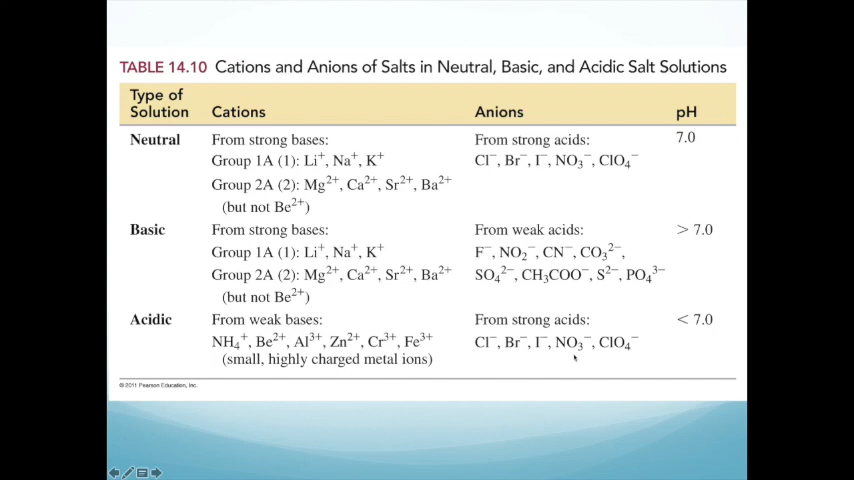 TABLE 14.10 Cations and Anions of Salts in Neutral, Basic, and Acidic Salt Solutions
Type of
Solution Cations Anions pH
Neutral From strong bases: From strong acids: 7.0
Group 1A (1): Li⁺, Na⁺, K⁺ Cl⁻, Br⁻, I⁻, NO₃⁻, ClO₄⁻
Group 2A (2): Mg²⁺, Ca²⁺, Sr²⁺, Ba²⁺
(but not Be²⁺)
Basic From strong bases: From weak acids: > 7.0
Group 1A (1): Li⁺, Na⁺, K⁺ F⁻, NO₂⁻, CN⁻, CO₃²⁻,
Group 2A (2): Mg²⁺, Ca²⁺, Sr²⁺, Ba²⁺ SO₄²⁻, CH₃COO⁻, S²⁻, PO₄³⁻
(but not Be²⁺)
Acidic From weak bases: From strong acids: < 7.0
NH₄⁺, Be²⁺, Al³⁺, Zn²⁺, Cr³⁺, Fe³⁺ Cl⁻, Br⁻, I⁻, NO₃⁻, ClO₄⁻
(small, highly charged metal ions)
© 2011 Pearson Education, Inc.